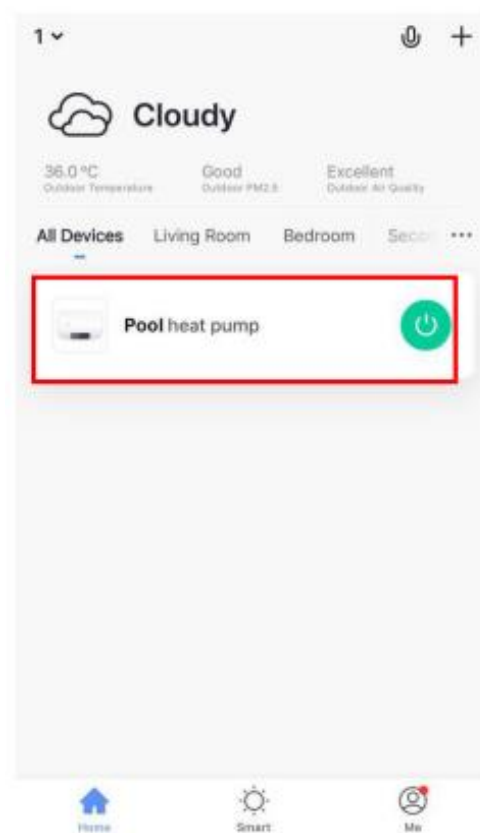 1
Cloudy
36.0 °C Good Excellent
Outdoor Temperature Outdoor PM2.5 Outdoor Air Quality
All Devices Living Room Bedroom Seco
Pool heat pump
Home Smart Me